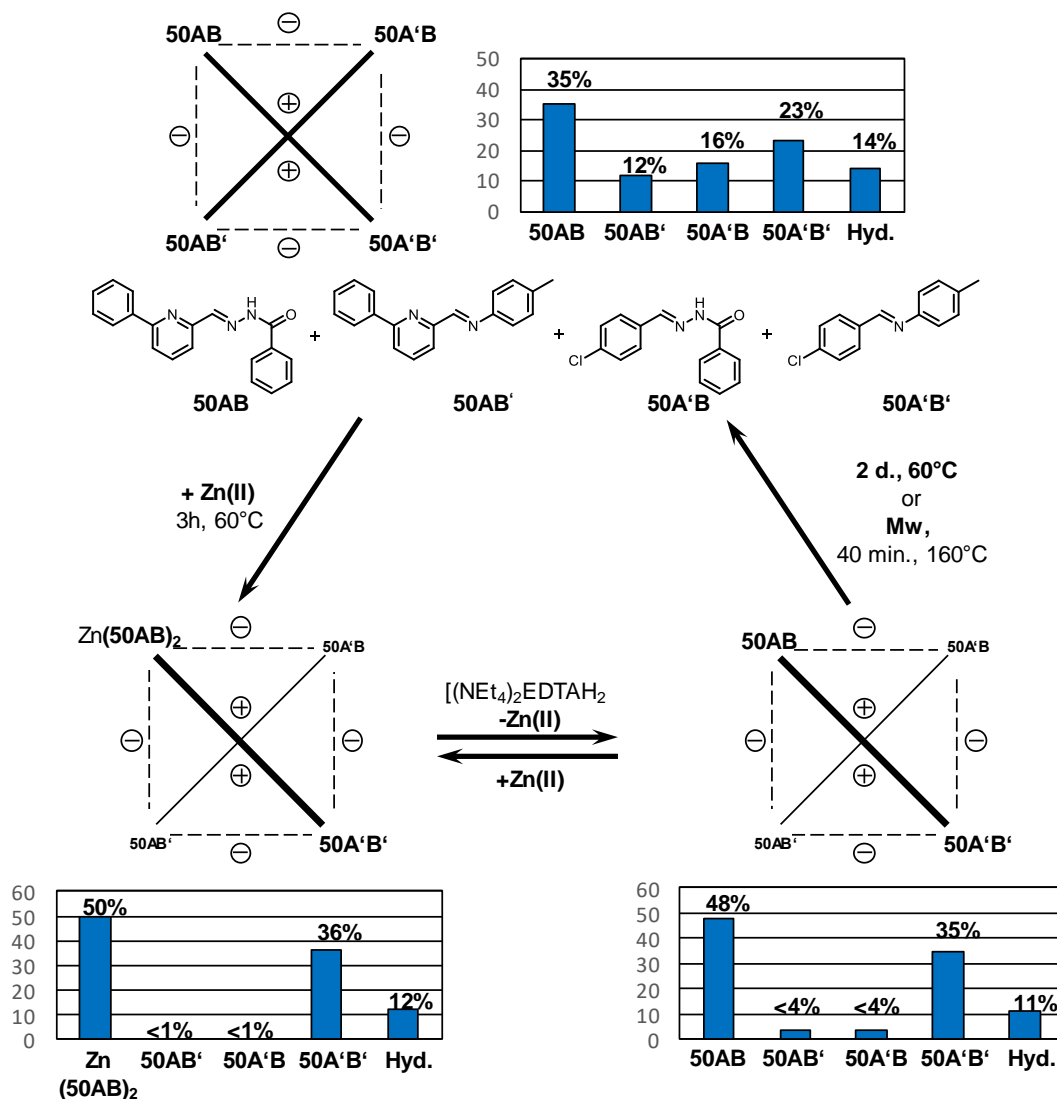 ⊖
50AB 50A‘B
⊕
⊖ ⊖
⊕
50AB‘ 50A‘B‘
⊖
50
40
30
20
10
0
35%
12%
16%
23%
14%
50AB 50AB‘ 50A‘B 50A‘B‘ Hyd.
N N H N O + N N + Cl N H N O + Cl N
50AB 50AB‘ 50A‘B 50A‘B‘
+ Zn(II)
3h, 60°C
2 d., 60°C
or
Mw,
40 min., 160°C
⊖
Zn(50AB)2 50A‘B
⊕
⊖ ⊖
⊕
50AB‘ 50A‘B‘
⊖
[(NEt4)2EDTAH2
-Zn(II)
+Zn(II)
⊖
50AB 50A‘B
⊕
⊖ ⊖
⊕
50AB‘ 50A‘B‘
⊖
60
50
40
30
20
10
0
50%
<1%
<1%
36%
12%
Zn 50AB‘ 50A‘B 50A‘B‘ Hyd.
(50AB)2
60
50
40
30
20
10
0
48%
<4%
<4%
35%
11%
50AB 50AB‘ 50A‘B 50A‘B‘ Hyd.